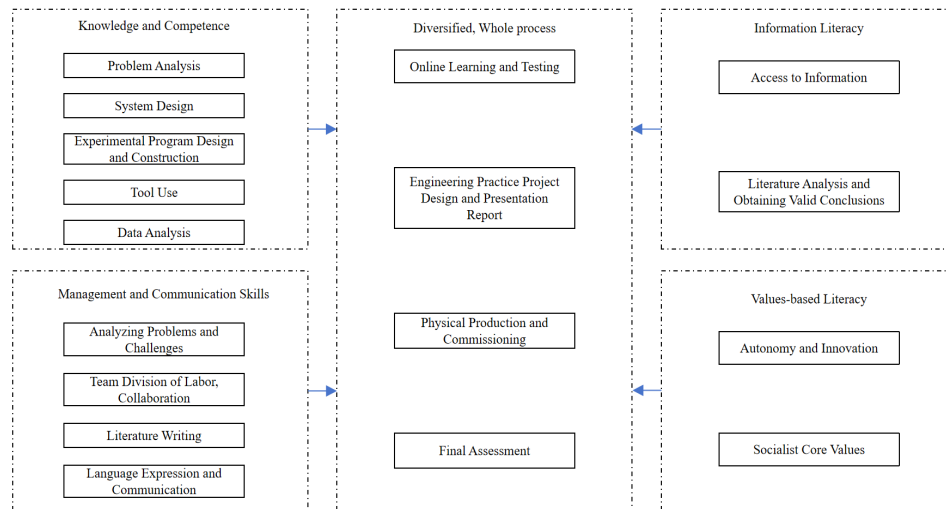 Knowledge and Competence
Problem Analysis
System Design
Experimental Program Design
and Construction
Tool Use
Data Analysis
Management and Communication Skills
Analyzing Problems and
Challenges
Team Division of Labor,
Collaboration
Literature Writing
Language Expression and
Communication
Diversified, Whole process
Online Learning and Testing
Engineering Practice Project
Design and Presentation
Report
Physical Production and
Commissioning
Final Assessment
Information Literacy
Access to Information
Literature Analysis and
Obtaining Valid Conclusions
Values-based Literacy
Autonomy and Innovation
Socialist Core Values